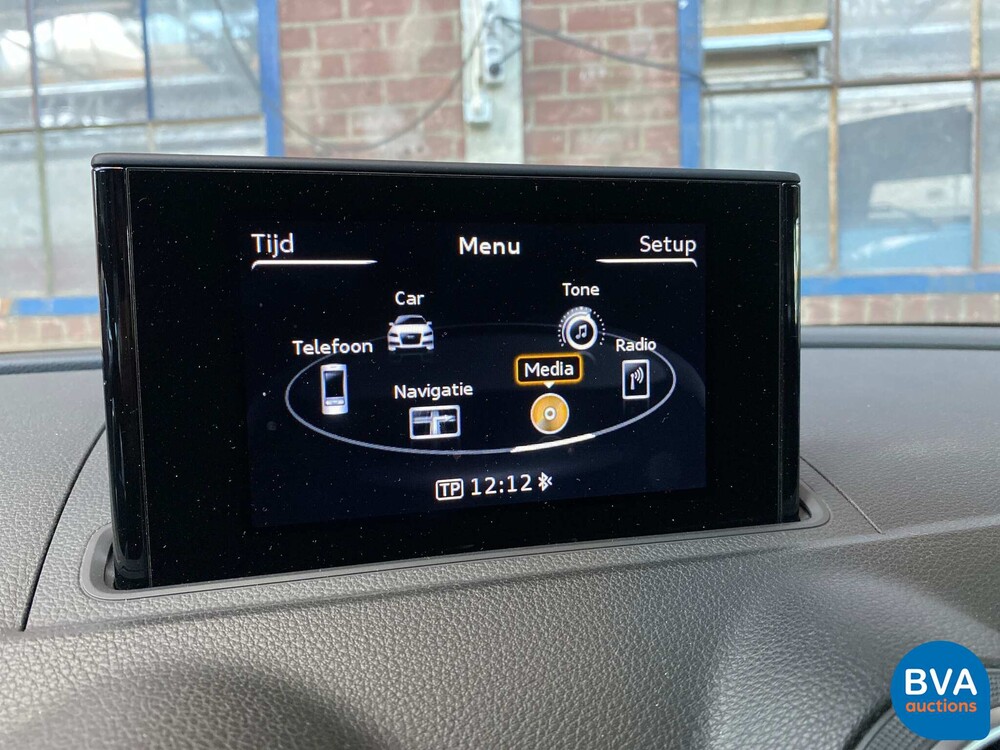 Tijd Menu Setup
Car
Tone
Telefoon
Radio
Media
Navigatie
TP 12:12
BVA
auctions